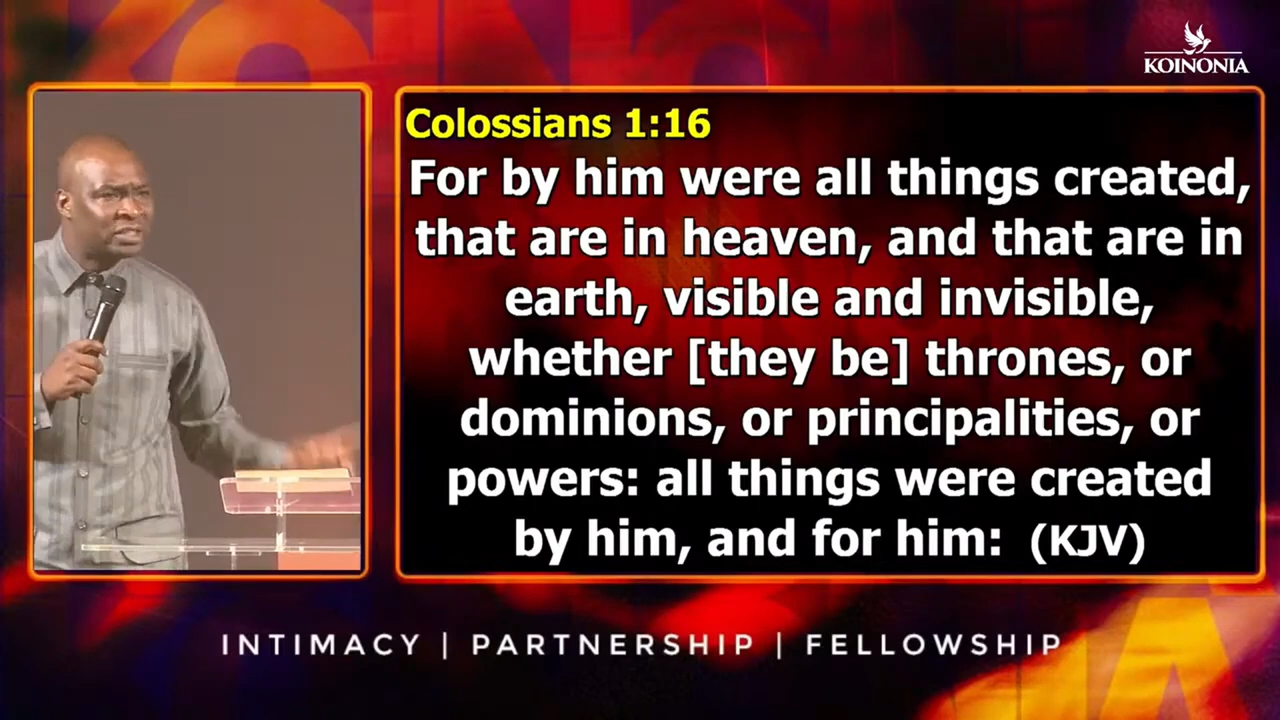 KOINONIA
Colossians 1:16
For by him were all things created,
that are in heaven, and that are in
earth, visible and invisible,
whether [they be] thrones, or
dominions, or principalities, or
powers: all things were created
by him, and for him: (KJV)
INTIMACY | PARTNERSHIP | FELLOWSHIP